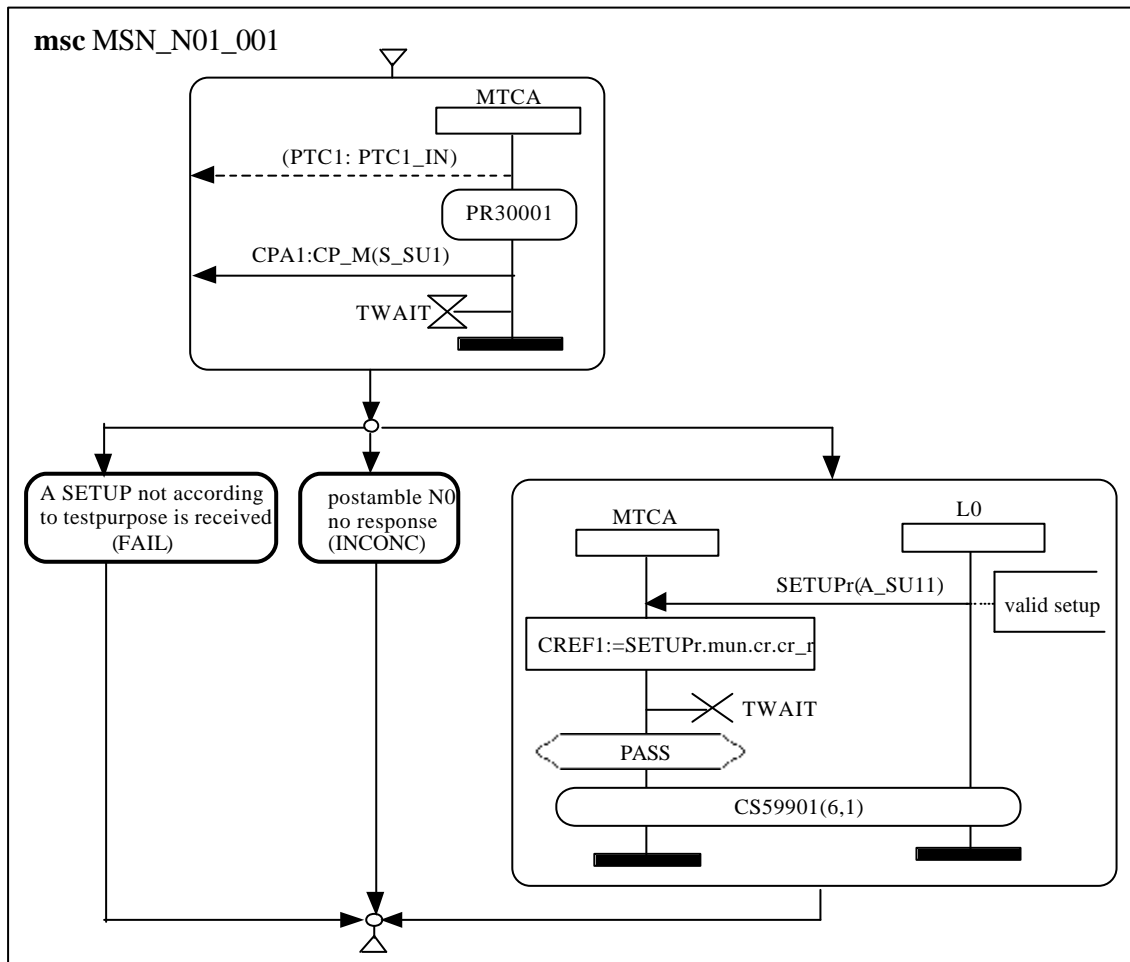 msc MSN_N01_001
MTCA
(PTC1: PTC1_IN)
PR30001
CPA1:CP_M(S_SU1)
TWAIT
A SETUP not according
to testpurpose is received
(FAIL)
postamble N0
no response
(INCONC)
MTCA
L0
SETUPr(A_SU11)
valid setup
CREF1:=SETUPr.mun.cr.cr_r
TWAIT
PASS
CS59901(6,1)